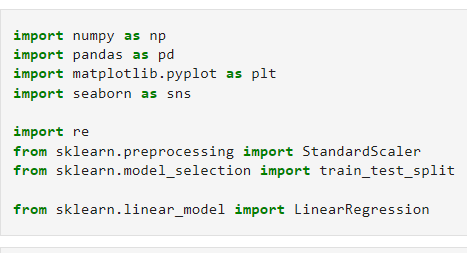 import numpy as np
import pandas as pd
import matplotlib.pyplot as plt
import seaborn as sns
import re
from sklearn.preprocessing import StandardScaler
from sklearn.model_selection import train_test_split
from sklearn.linear_model import LinearRegression